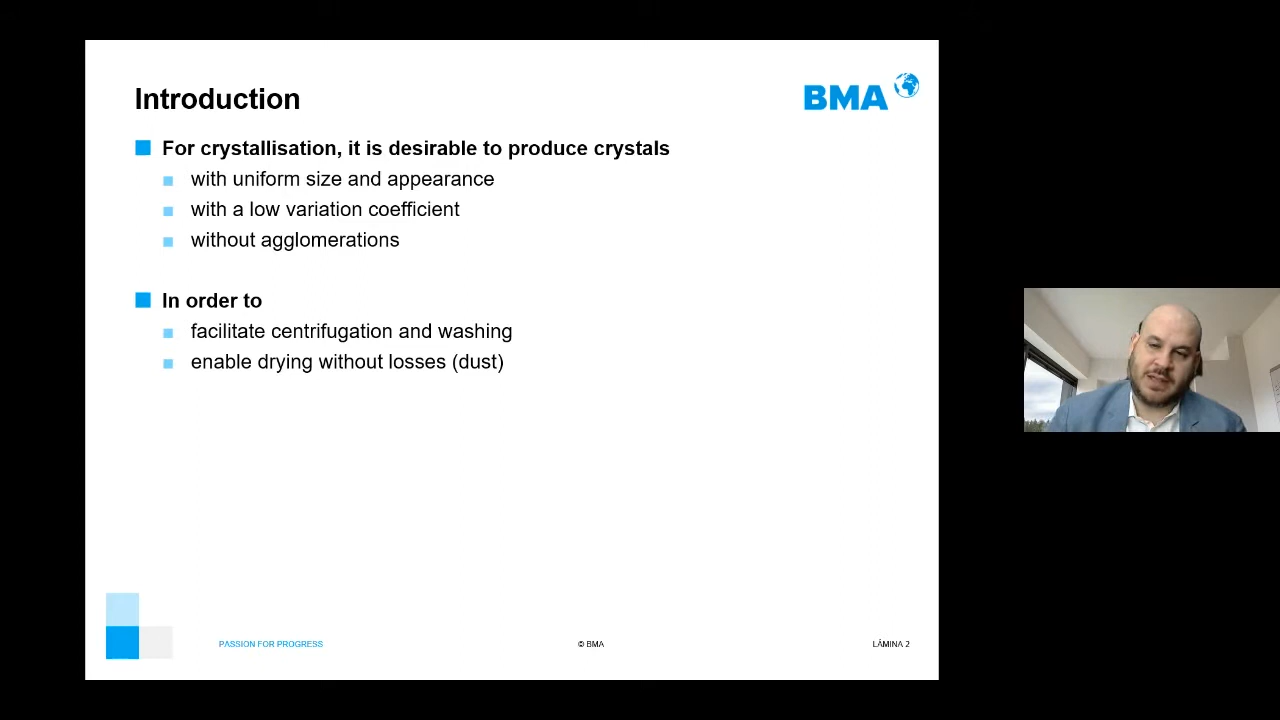 Introduction
BMA
For crystallisation, it is desirable to produce crystals
with uniform size and appearance
with a low variation coefficient
without agglomerations
In order to
facilitate centrifugation and washing
enable drying without losses (dust)
PASSION FOR PROGRESS
© BMA
LÂMINA 2